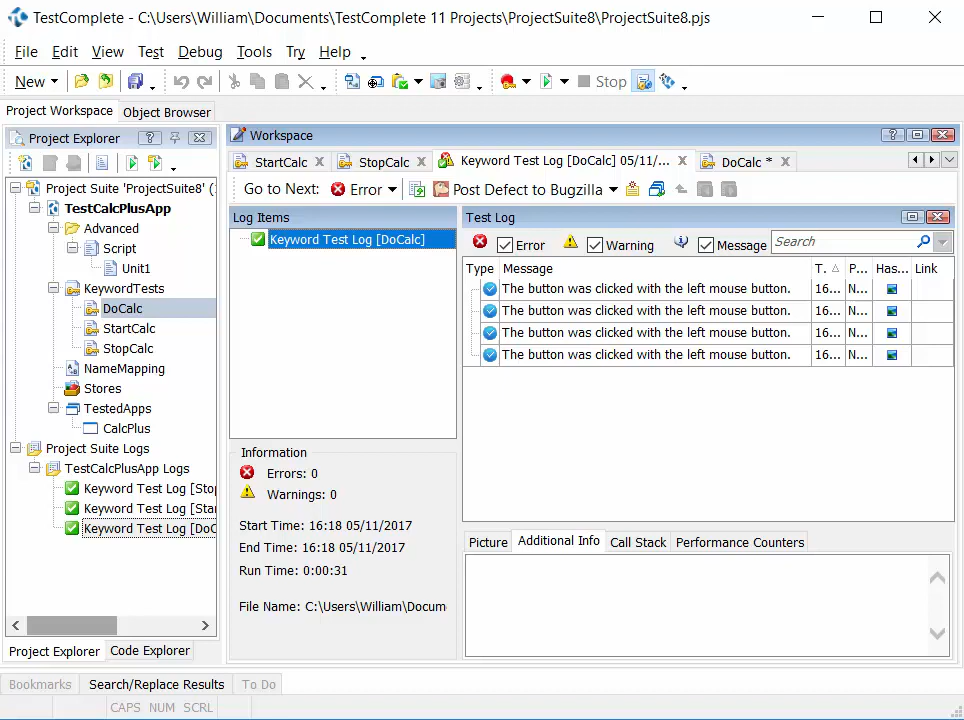 TestComplete - C:\Users\William\Documents\TestComplete 11 Projects\ProjectSuite8\ProjectSuite8.pjs
File Edit View Test Debug Tools Try Help
New Stop
Project Workspace Object Browser
Project Explorer
Project Suite 'ProjectSuite8' (
TestCalcPlusApp
Advanced
Script
Unit1
KeywordTests
DoCalc
StartCalc
StopCalc
NameMapping
Stores
TestedApps
CalcPlus
Project Suite Logs
TestCalcPlusApp Logs
Keyword Test Log [Stop
Keyword Test Log [Star
Keyword Test Log [DoC
Project Explorer Code Explorer
Workspace
StartCalc StopCalc Keyword Test Log [DoCalc] 05/11/... DoCalc *
Go to Next: Error Post Defect to Bugzilla
Log Items
Keyword Test Log [DoCalc]
Information
Errors: 0
Warnings: 0
Start Time: 16:18 05/11/2017
End Time: 16:18 05/11/2017
Run Time: 0:00:31
File Name: C:\Users\William\Docum
Test Log
Error Warning Message Search
Type Message T. P... Has... Link
The button was clicked with the left mouse button. 16... N...
The button was clicked with the left mouse button. 16... N...
The button was clicked with the left mouse button. 16... N...
The button was clicked with the left mouse button. 16... N...
Picture Additional Info Call Stack Performance Counters
Bookmarks Search/Replace Results To Do
CAPS NUM SCRL